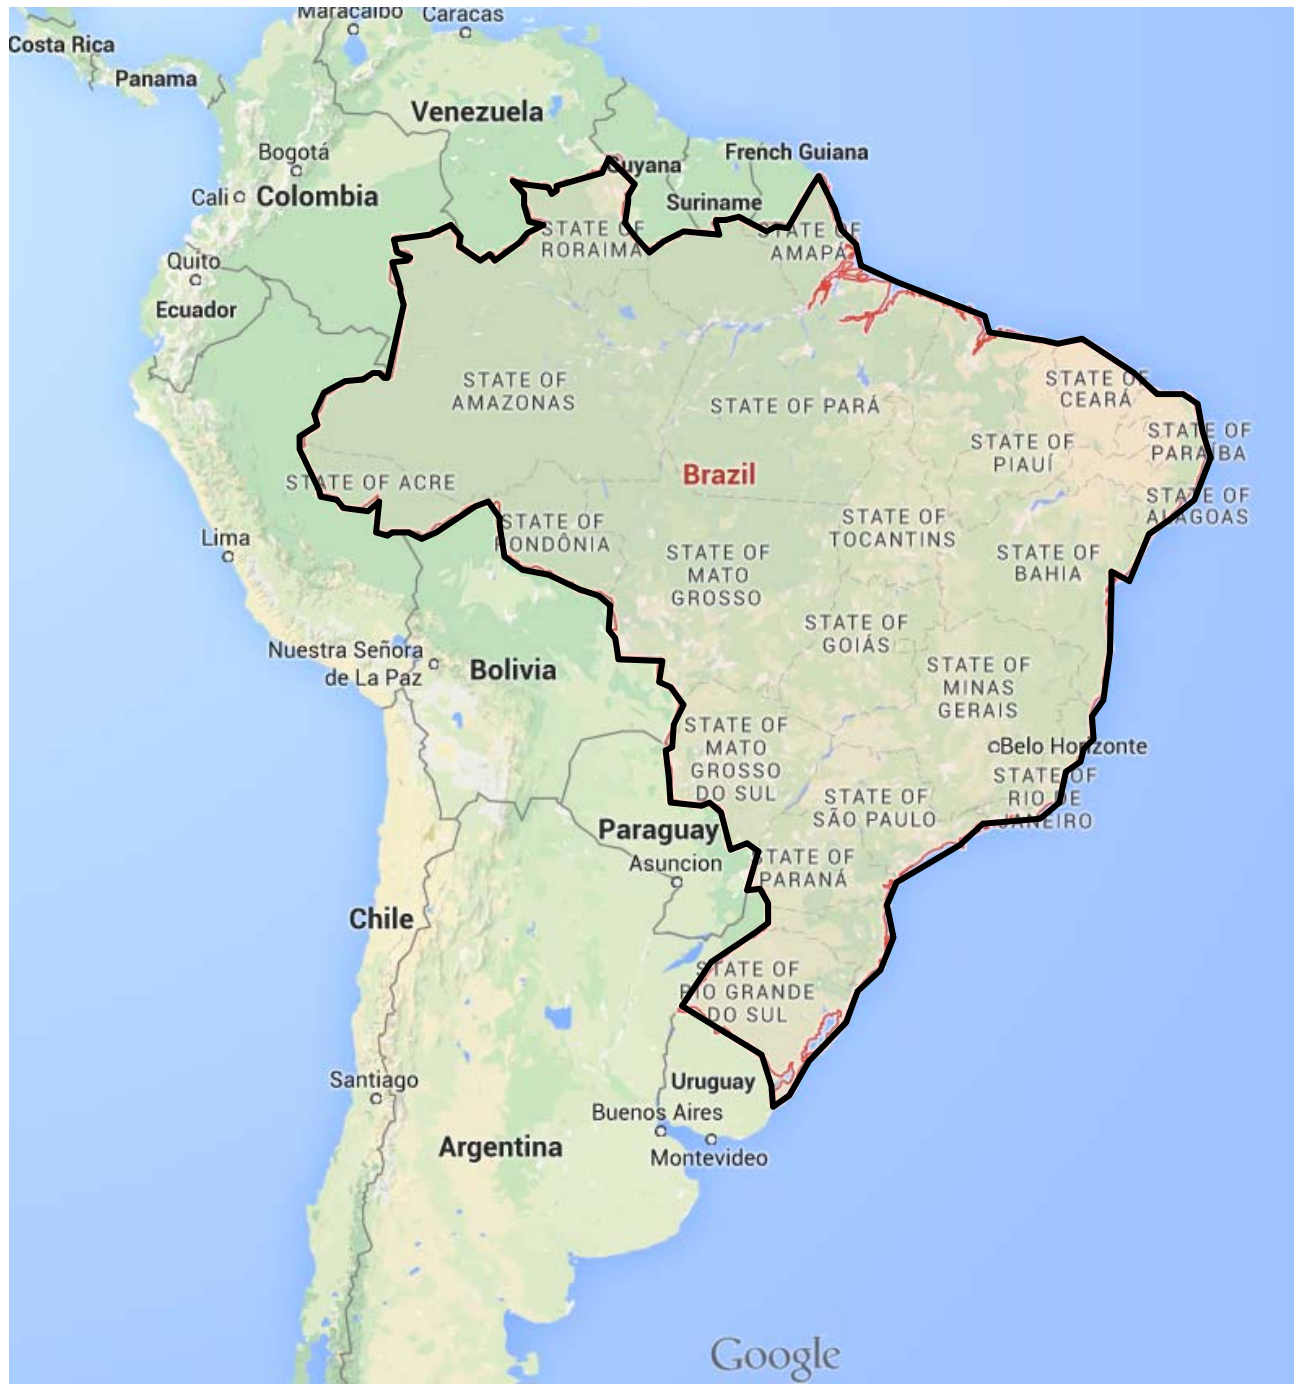 Maracaibo
Caracas
Costa Rica
Panama
Venezuela
Bogotá
Guyana
French Guiana
Cali
Colombia
Suriname
STATE OF
RORAIMA
STATE OF
AMAPÁ
Quito
Ecuador
STATE OF
AMAZONAS
STATE OF PARÁ
STATE OF
CEARÁ
STATE OF
PIAUÍ
STATE OF
PARAÍBA
STATE OF ACRE
Brazil
STATE OF
ALAGOAS
Lima
STATE OF
RONDÔNIA
STATE OF
TOCANTINS
STATE OF
MATO
GROSSO
STATE OF
BAHIA
STATE OF
GOIÁS
Nuestra Señora
de La Paz
Bolivia
STATE OF
MINAS
GERAIS
STATE OF
MATO
GROSSO
DO SUL
Belo Horizonte
STATE OF
RIO DE
JANEIRO
STATE OF
SÃO PAULO
Paraguay
Asuncion
STATE OF
PARANÁ
Chile
STATE OF
RIO GRANDE
DO SUL
Santiago
Uruguay
Buenos Aires
Argentina
Montevideo
Google